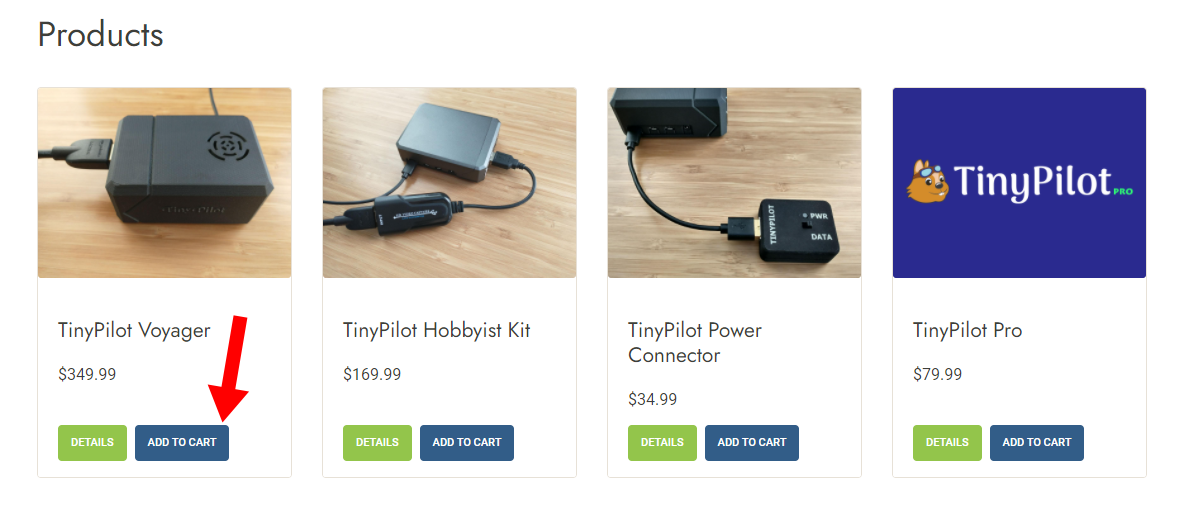 Products
TinyPilot
TINYPILOT
PWR
DATA
TinyPilot PRO
TinyPilot Voyager
$349.99
DETAILS
ADD TO CART
TinyPilot Hobbyist Kit
$169.99
DETAILS
ADD TO CART
TinyPilot Power
Connector
$34.99
DETAILS
ADD TO CART
TinyPilot Pro
$79.99
DETAILS
ADD TO CART